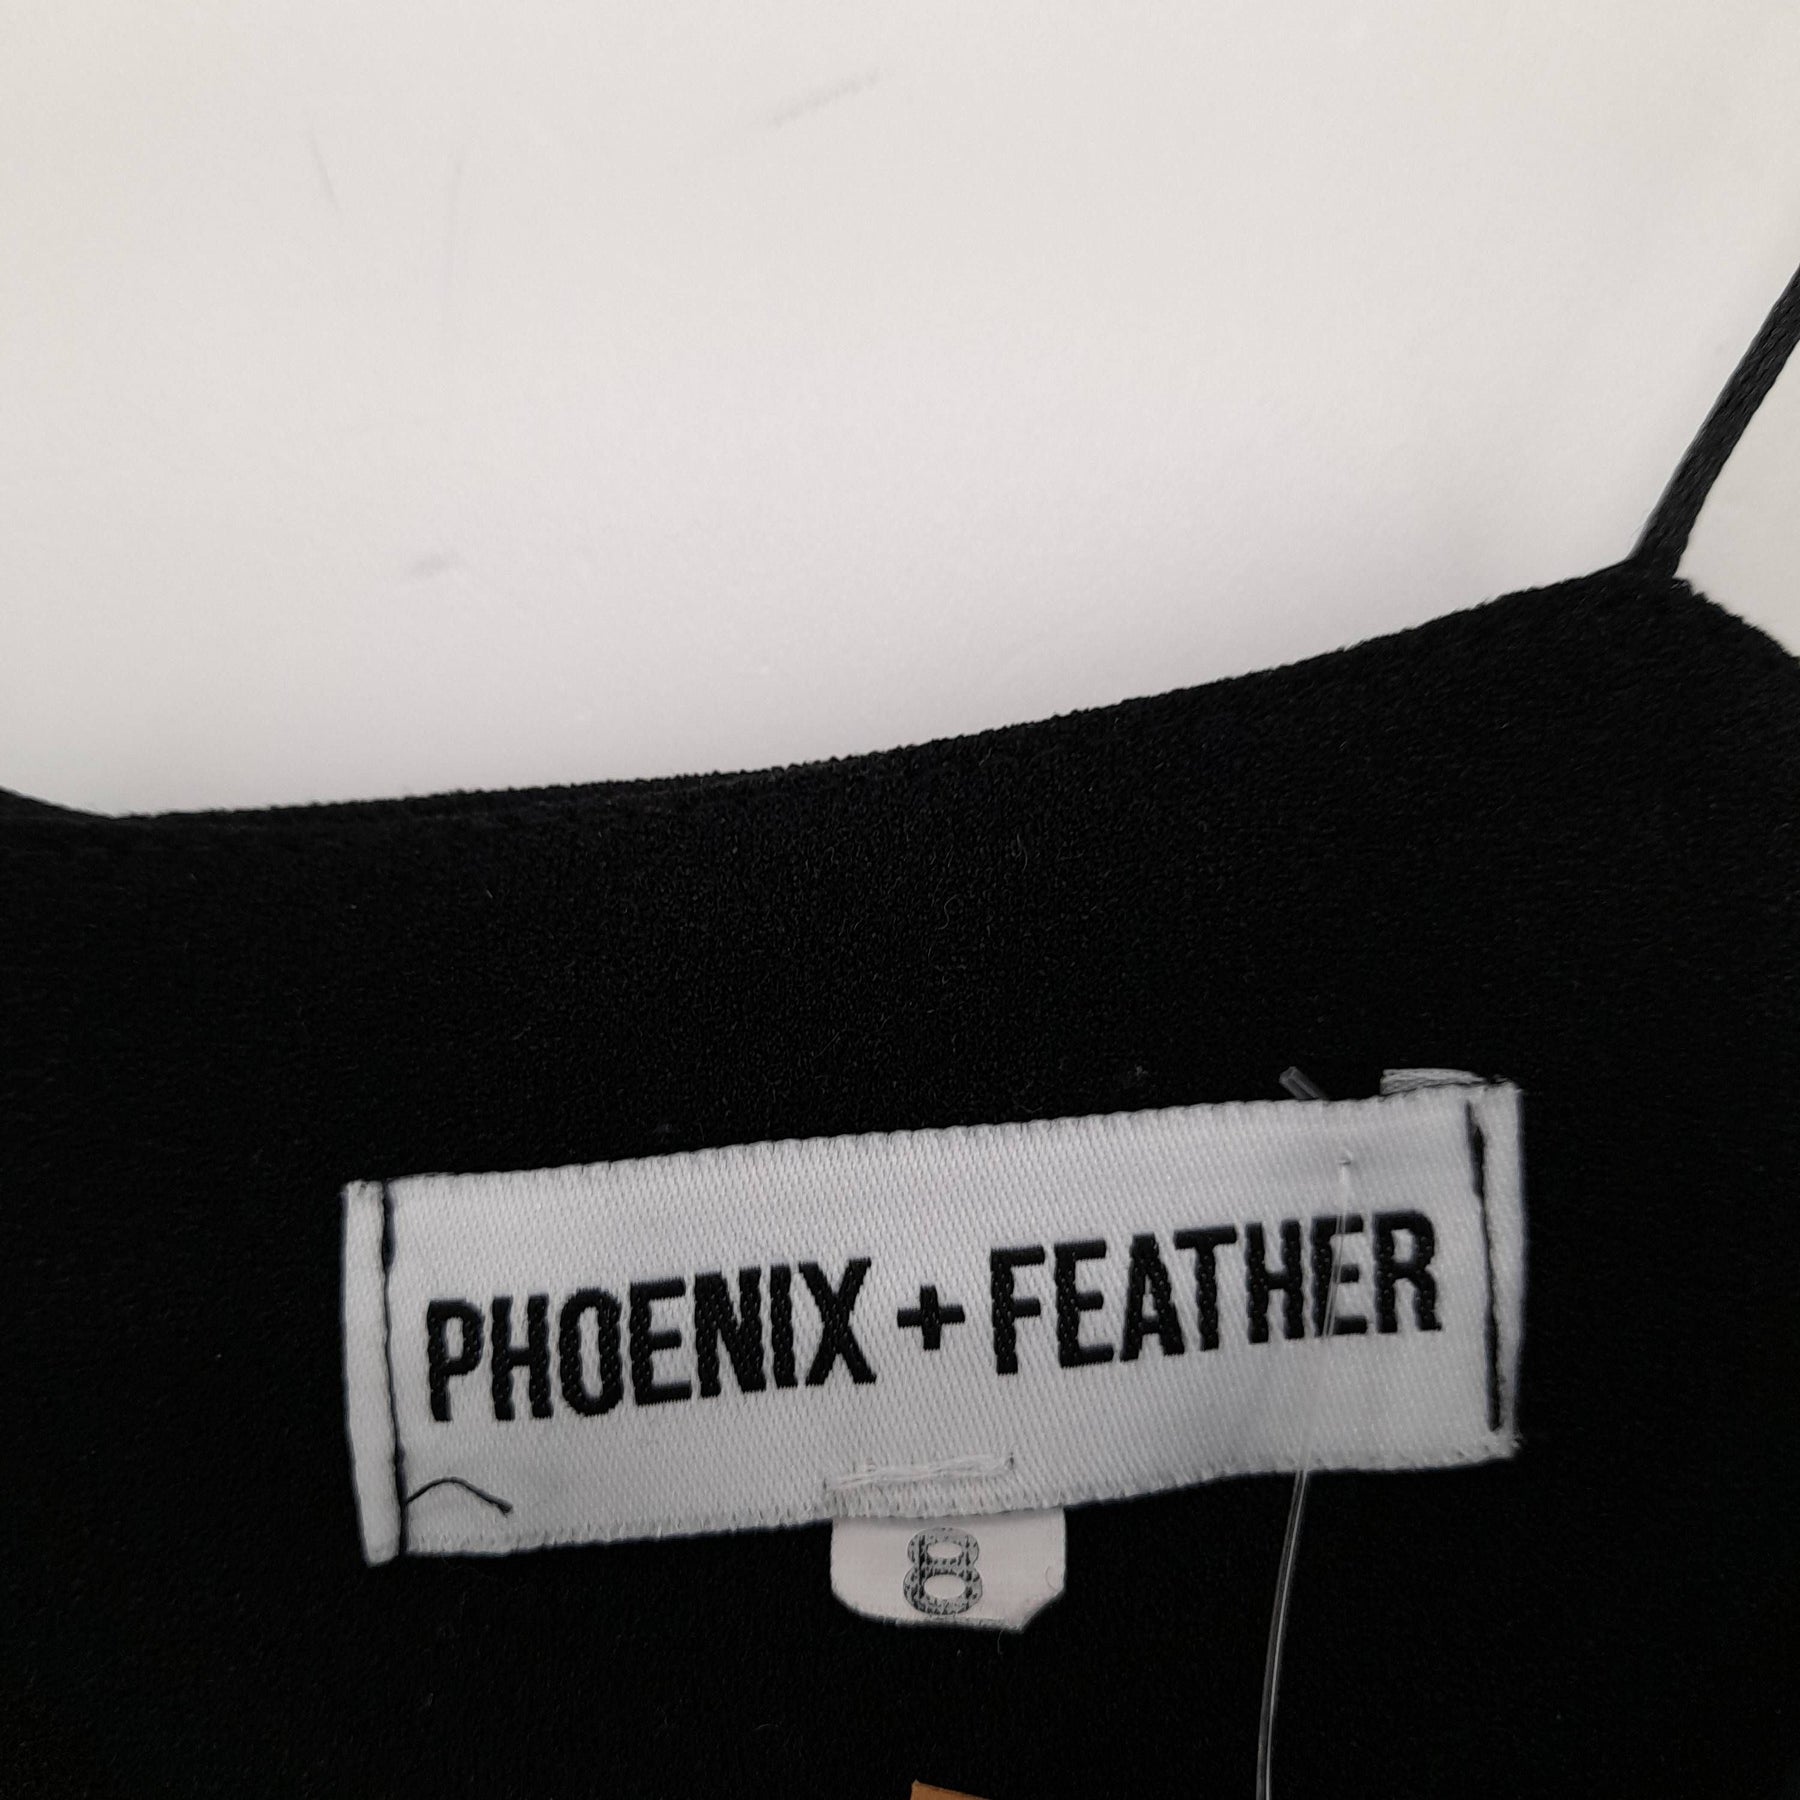 PHOENIX + FEATHER
8